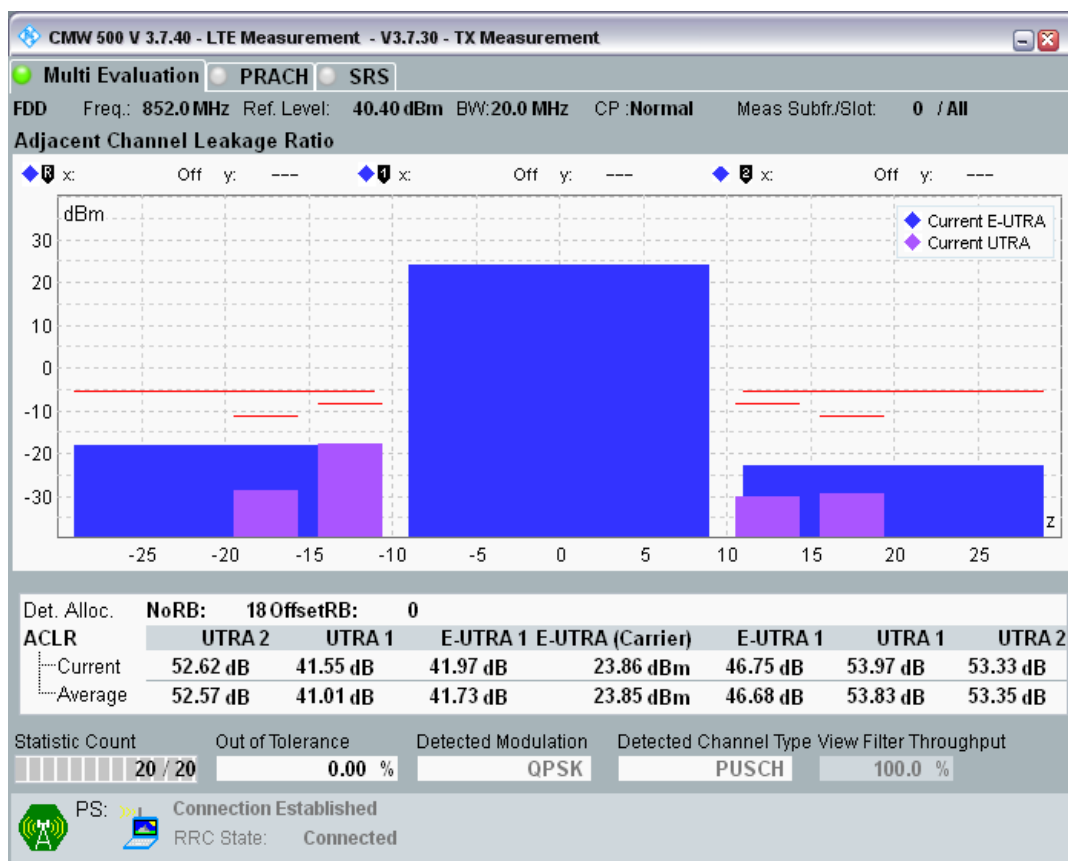 CMW 500 V 3.7.40 - LTE Measurement - V3.7.30 - TX Measurement
Multi Evaluation PRACH SRS
FDD Freq.: 852.0 MHz Ref. Level: 40.40 dBm BW:20.0 MHz CP :Normal Meas Subfr./Slot: 0 / All
Adjacent Channel Leakage Ratio
R x: Off y: --- 1 x: Off y: --- 2 x: Off y: ---
dBm
Current E-UTRA
Current UTRA
30
20
10
0
-10
-20
-30
z
-25 -20 -15 -10 -5 0 5 10 15 20 25
Det. Alloc. NoRB: 18 OffsetRB: 0
ACLR UTRA 2 UTRA 1 E-UTRA 1 E-UTRA (Carrier) E-UTRA 1 UTRA 1 UTRA 2
Current 52.62 dB 41.55 dB 41.97 dB 23.86 dBm 46.75 dB 53.97 dB 53.33 dB
Average 52.57 dB 41.01 dB 41.73 dB 23.85 dBm 46.68 dB 53.83 dB 53.35 dB
Statistic Count Out of Tolerance Detected Modulation Detected Channel Type View Filter Throughput
20 / 20 0.00 % QPSK PUSCH 100.0 %
PS: Connection Established
RRC State: Connected